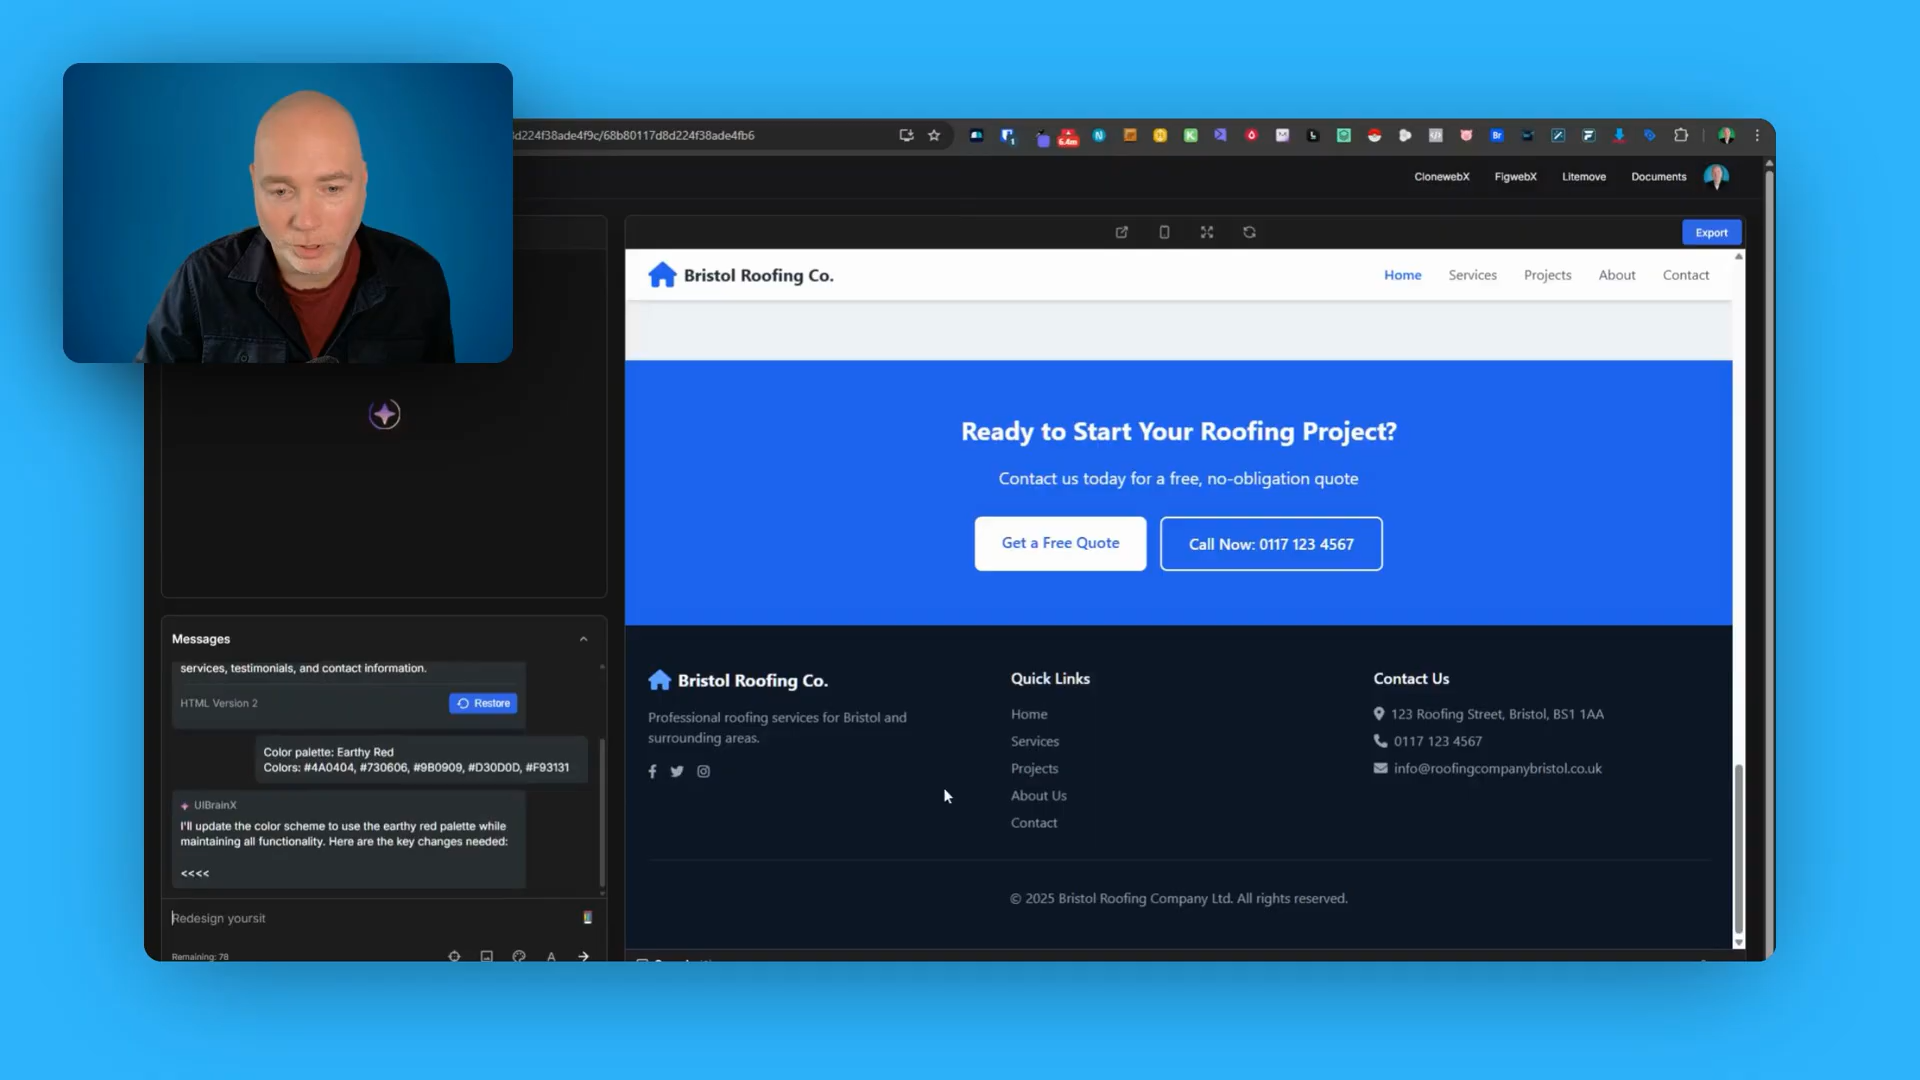 d224f38ade4f9c/68b80117d8d224f38ade4fb6
6.4m
ClonewebX FigwebX Litemove Documents
Export
Bristol Roofing Co.
Home Services Projects About Contact
Ready to Start Your Roofing Project?
Contact us today for a free, no-obligation quote
Get a Free Quote
Call Now: 0117 123 4567
Messages
services, testimonials, and contact information.
HTML Version 2
Restore
Color palette: Earthy Red
Colors: #4A0404, #730606, #9B0909, #D30D0D, #F93131
UIBrainX
I'll update the color scheme to use the earthy red palette while
maintaining all functionality. Here are the key changes needed:
<<<<
Redesign yoursit
Remaining: 78
Bristol Roofing Co.
Professional roofing services for Bristol and
surrounding areas.
Quick Links
Home
Services
Projects
About Us
Contact
Contact Us
123 Roofing Street, Bristol, BS1 1AA
0117 123 4567
info@roofingcompanybristol.co.uk
© 2025 Bristol Roofing Company Ltd. All rights reserved.